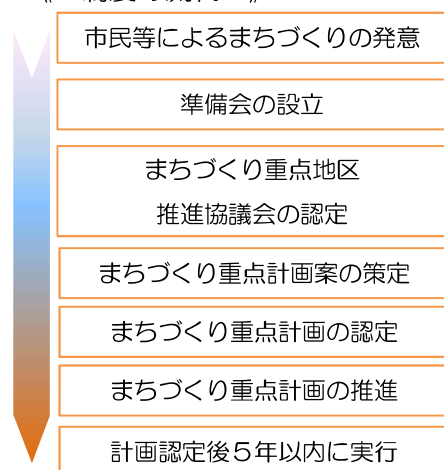 市民等によるまちづくりの発意
準備会の設立
まちづくり重点地区
推進協議会の認定
まちづくり重点計画案の策定
まちづくり重点計画の認定
まちづくり重点計画の推進
計画認定後5年以内に実行